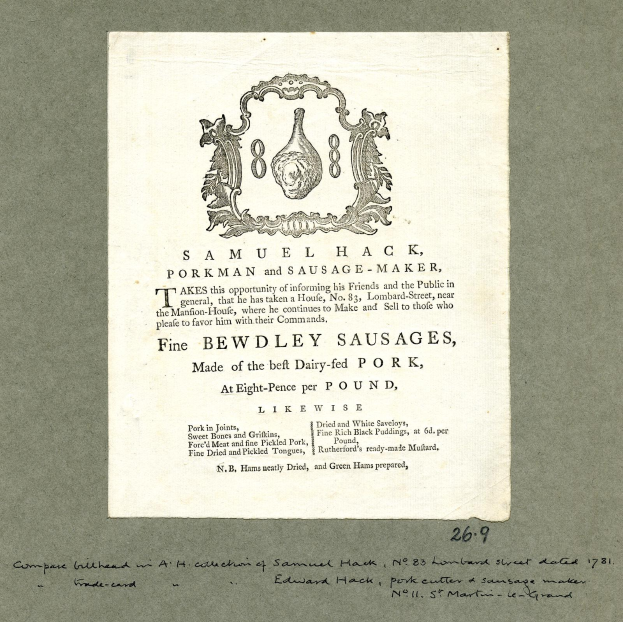 SAMUEL HACK,
PORKMAN and SAUSAGE-MAKER,
TAKES this opportunity of informing his Friends and the Public in
general, that he has taken a Houſe, No. 83, Lombard-Street, near
the Manſion-Houſe, where he continues to Make and Sell to thoſe who
pleaſe to favor him with their Commands.
Fine BEWDLEY SAUSAGES,
Made of the beſt Dairy-fed PORK,
At Eight-Pence per POUND,
LIKEWISE
Pork in Joints,
Sweet Bones and Griſkins,
Forc'd Meat and fine Pickled Pork,
Fine Dried and Pickled Tongues,
Dried and White Saveloys,
Fine Rich Black Puddings, at 6d. per
Pound,
Rutherford's ready-made Muſtard,
N.B. Hams neatly Dried, and Green Hams prepared,
26.9
Compare billhead in A.H. collection of Samuel Hack, No 83 Lombard Street dated 1781.
" trade-card " " Edward Hack, pork cutter & sausage maker
No 11. St Martin-le-Grand